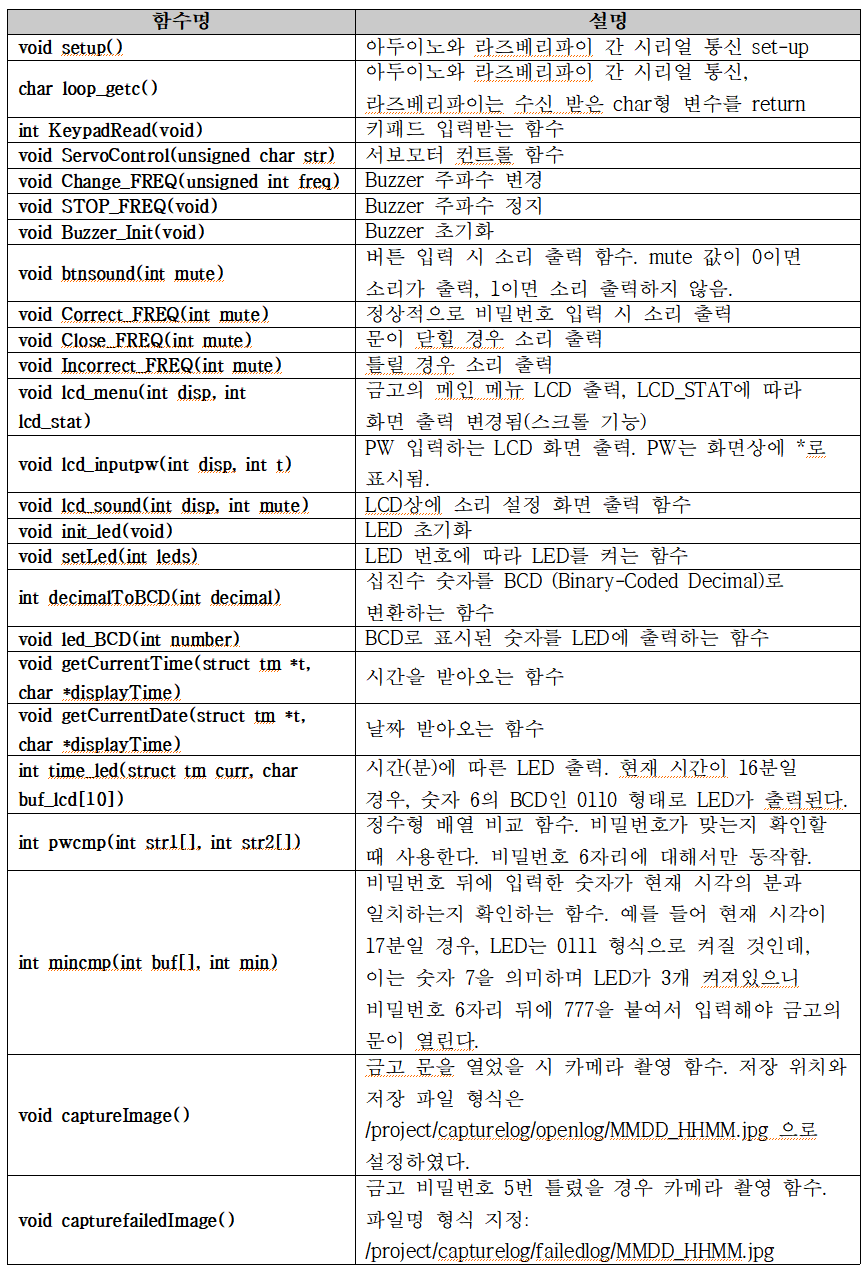 함수명 설명
void setup() 아두이노와 라즈베리파이 간 시리얼 통신 set-up
char loop_getc() 아두이노와 라즈베리파이 간 시리얼 통신,
라즈베리파이는 수신 받은 char형 변수를 return
int KeypadRead(void) 키패드 입력받는 함수
void ServoControl(unsigned char str) 서보모터 컨트롤 함수
void Change_FREQ(unsigned int freq) Buzzer 주파수 변경
void STOP_FREQ(void) Buzzer 주파수 정지
void Buzzer_Init(void) Buzzer 초기화
void btnsound(int mute) 버튼 입력 시 소리 출력 함수. mute 값이 0이면
소리가 출력, 1이면 소리 출력하지 않음.
void Correct_FREQ(int mute) 정상적으로 비밀번호 입력 시 소리 출력
void Close_FREQ(int mute) 문이 닫힐 경우 소리 출력
void Incorrect_FREQ(int mute) 틀릴 경우 소리 출력
void lcd_menu(int disp, int
lcd_stat)
금고의 메인 메뉴 LCD 출력, LCD_STAT에 따라
화면 출력 변경됨(스크롤 기능)
void lcd_inputpw(int disp, int t) PW 입력하는 LCD 화면 출력. PW는 화면상에 *로
표시됨.
void lcd_sound(int disp, int mute) LCD상에 소리 설정 화면 출력 함수
void init_led(void) LED 초기화
void setLed(int leds) LED 번호에 따라 LED를 켜는 함수
int decimalToBCD(int decimal) 십진수 숫자를 BCD (Binary-Coded Decimal)로
변환하는 함수
void led_BCD(int number) BCD로 표시된 숫자를 LED에 출력하는 함수
void getCurrentTime(struct tm *t,
char *displayTime)
시간을 받아오는 함수
void getCurrentDate(struct tm *t,
char *displayTime)
날짜 받아오는 함수
int time_led(struct tm curr, char
buf_lcd[10])
시간(분)에 따른 LED 출력. 현재 시간이 16분일
경우, 숫자 6의 BCD인 0110 형태로 LED가 출력된다.
int pwcmp(int str1[], int str2[]) 정수형 배열 비교 함수. 비밀번호가 맞는지 확인할
때 사용한다. 비밀번호 6자리에 대해서만 동작함.
int mincmp(int buf[], int min) 비밀번호 뒤에 입력한 숫자가 현재 시각의 분과
일치하는지 확인하는 함수. 예를 들어 현재 시각이
17분일 경우, LED는 0111 형식으로 켜질 것인데,
이는 숫자 7을 의미하며 LED가 3개 켜져있으니
비밀번호 6자리 뒤에 777을 붙여서 입력해야 금고의
문이 열린다.
void captureImage() 금고 문을 열었을 시 카메라 촬영 함수. 저장 위치와
저장 파일 형식은
/project/capturelog/openlog/MMDD_HHMM.jpg 으로
설정하였다.
void capturefailedImage() 금고 비밀번호 5번 틀렸을 경우 카메라 촬영 함수.
파일명 형식 지정:
/project/capturelog/failedlog/MMDD_HHMM.jpg